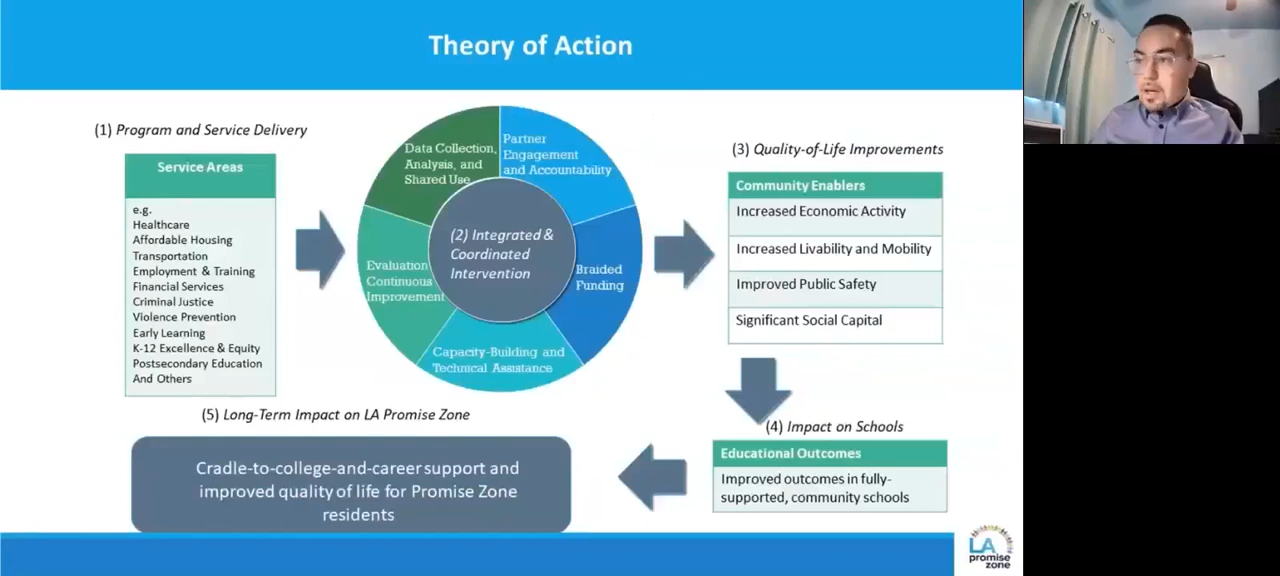 Theory of Action
(1) Program and Service Delivery
Service Areas
e.g.
Healthcare
Affordable Housing
Transportation
Employment & Training
Financial Services
Criminal Justice
Violence Prevention
Early Learning
K-12 Excellence & Equity
Postsecondary Education
And Others
Data Collection,
Analysis, and
Shared Use
Partner
Engagement
and Accountability
(2) Integrated &
Coordinated
Intervention
Evaluation
Continuous
Improvement
Braided
Funding
Capacity-Building and
Technical Assistance
(3) Quality-of-Life Improvements
Community Enablers
Increased Economic Activity
Increased Livability and Mobility
Improved Public Safety
Significant Social Capital
(4) Impact on Schools
Educational Outcomes
Improved outcomes in fully-
supported, community schools
(5) Long-Term Impact on LA Promise Zone
Cradle-to-college-and-career support and
improved quality of life for Promise Zone
residents
LA
promise
zone